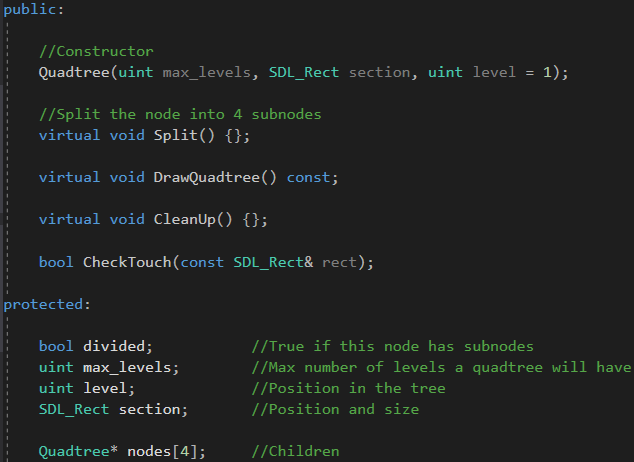 public:
//Constructor
Quadtree(uint max_levels, SDL_Rect section, uint level = 1);
//Split the node into 4 subnodes
virtual void Split() {};
virtual void DrawQuadtree() const;
virtual void CleanUp() {};
bool CheckTouch(const SDL_Rect& rect);
protected:
bool divided; //True if this node has subnodes
uint max_levels; //Max number of levels a quadtree will have
uint level; //Position in the tree
SDL_Rect section; //Position and size
Quadtree* nodes[4]; //Children